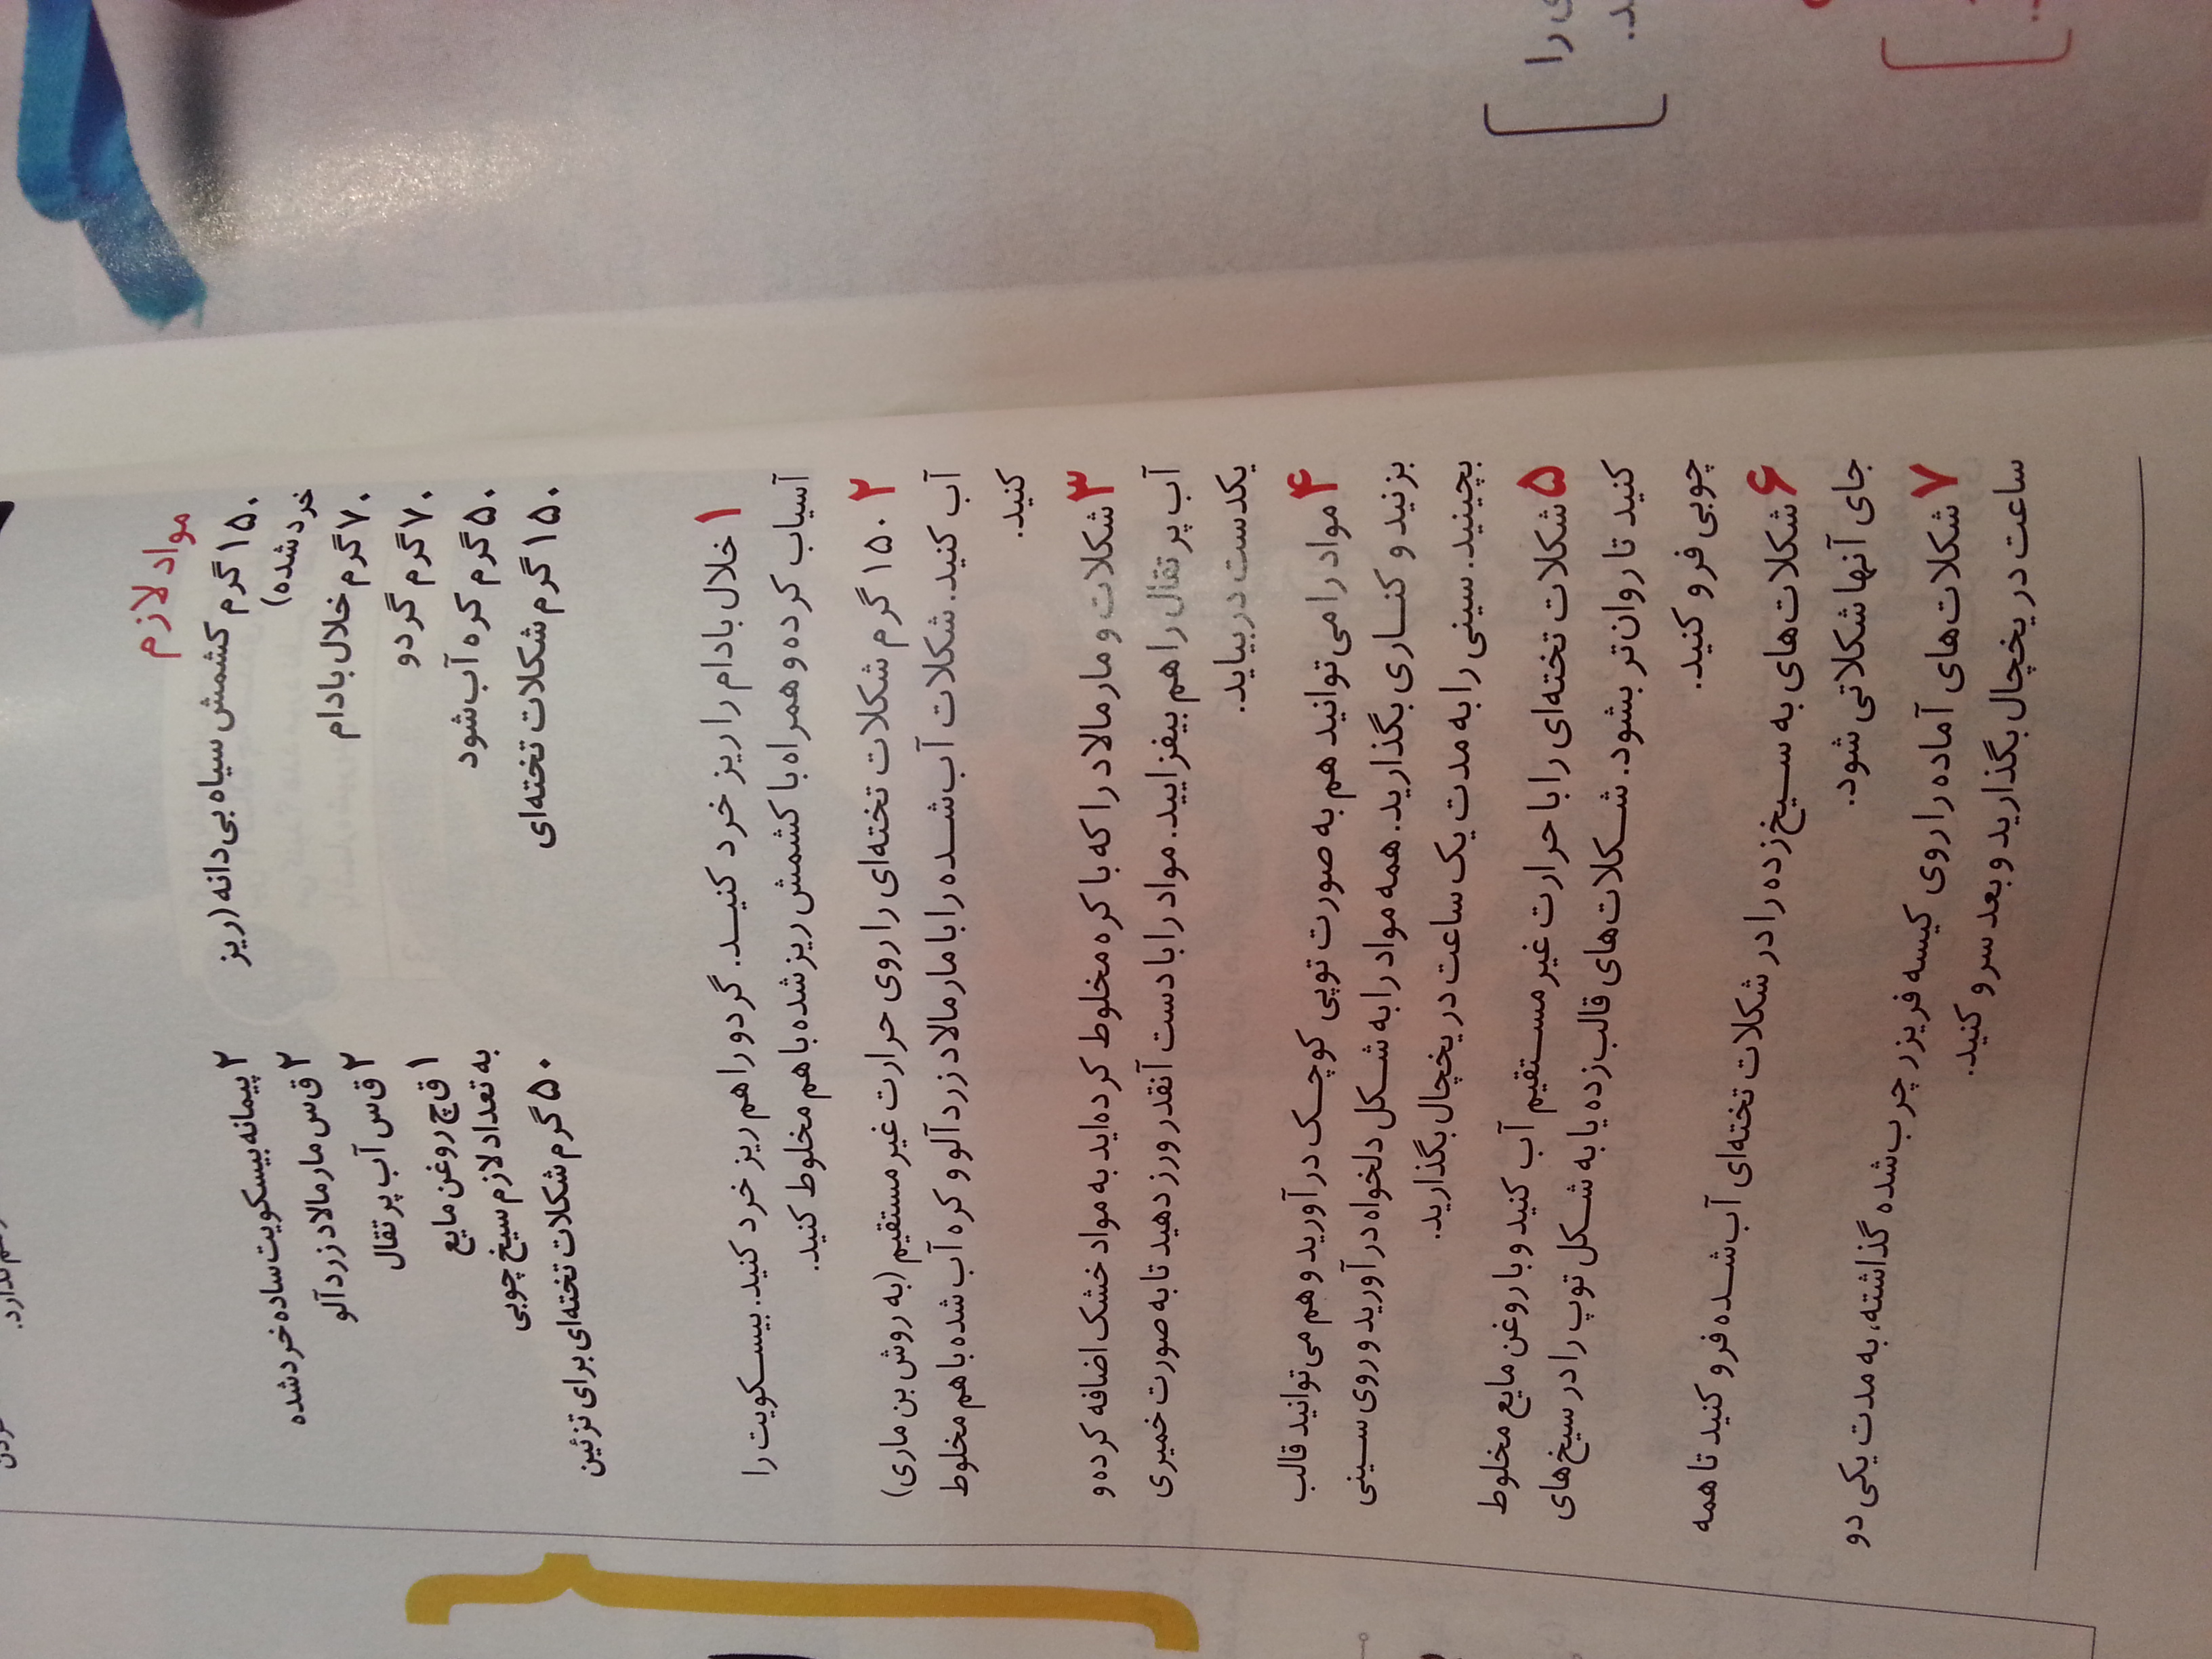 هم ندارد.
مواد لازم
۱۵۰ گرم کشمش سیاه بی‌دانه (ریز
خرد شده)
۷۰ گرم خلال بادام
۷۰ گرم گردو
۵۰ گرم کره آب‌شود
۱۵۰ گرم شکلات تخته‌ای
۲ پیمانه بیسکویت ساده خرد شده
۲ ق‌س مارمالاد زردآلو
۲ ق‌س آب پرتقال
۱ ق‌چ روغن مایع
به تعداد لازم سیخ چوبی
۵۰ گرم شکلات تخته‌ای برای تزئین
۱ خلال بادام را ریز خرد کنید. گردو را هم ریز خرد کنید. بیسکویت را
آسیاب کرده و همراه با کشمش ریز شده با هم مخلوط کنید.
۲ ۱۵۰ گرم شکلات تخته‌ای را روی حرارت غیر مستقیم (به روش بن ماری)
آب کنید. شکلات آب‌شده را با مارمالاد زردآلو و کره آب شده با هم مخلوط
کنید.
۳ شکلات و مارمالاد را که با کره مخلوط کرده‌اید به مواد خشک اضافه کرده و
آب پرتقال را هم بیفزایید. مواد را با دست آنقدر ورز دهید تا به صورت خمیری
یکدست دربیاید.
۴ مواد را می‌توانید هم به صورت توپی کوچک درآورید و هم می‌توانید قالب
بزنید و کناری بگذارید. همه مواد را به شکل دلخواه درآورید و روی سینی
بچینید. سینی را به مدت یک ساعت در یخچال بگذارید.
۵ شکلات تخته‌ای را با حرارت غیر مستقیم آب کنید و با روغن مایع مخلوط
کنید تا روان‌تر بشود. شکلات‌های قالب‌زده یا به شکل توپ را در سیخ‌های
چوبی فرو کنید.
۶ شکلات‌های به سیخ‌زده را در شکلات تخته‌ای آب‌شده فرو کنید تا همه
جای آنها شکلاتی شود.
۷ شکلات‌های آماده را روی کیسه فریزر چرب‌شده گذاشته، به مدت یکی دو
ساعت در یخچال بگذارید و بعد سرو کنید.
را